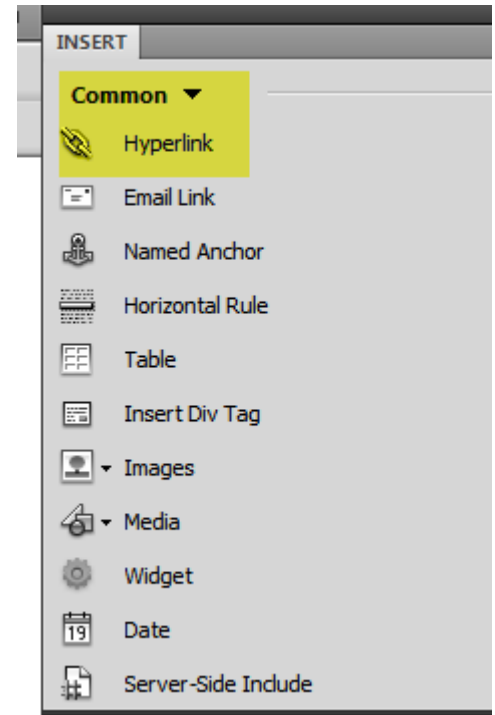 INSERT
Common
Hyperlink
Email Link
Named Anchor
Horizontal Rule
Table
Insert Div Tag
Images
Media
Widget
19 Date
Server-Side Include